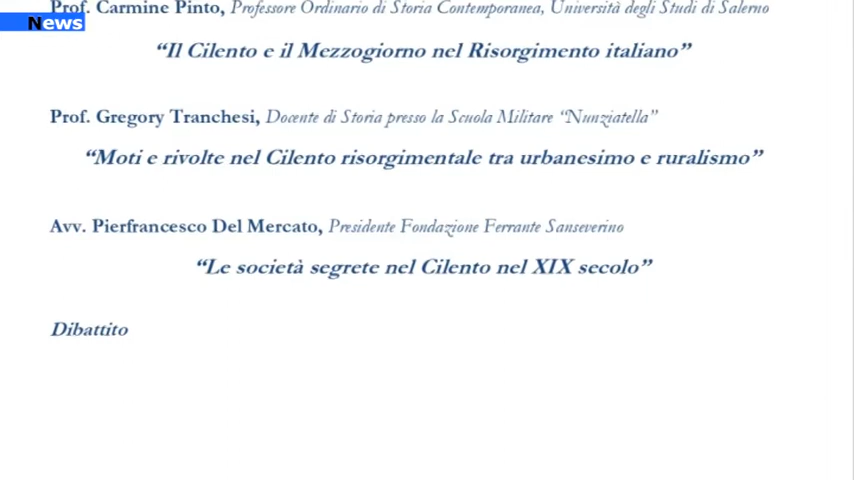 Prof. Carmine Pinto, Professore Ordinario di Storia Contemporanea, Università degli Studi di Salerno
News
“Il Cilento e il Mezzogiorno nel Risorgimento italiano”
Prof. Gregory Tranchesi, Docente di Storia presso la Scuola Militare “Nunziatella”
“Moti e rivolte nel Cilento risorgimentale tra urbanesimo e ruralismo”
Avv. Pierfrancesco Del Mercato, Presidente Fondazione Ferrante Sanseverino
“Le società segrete nel Cilento nel XIX secolo”
Dibattito